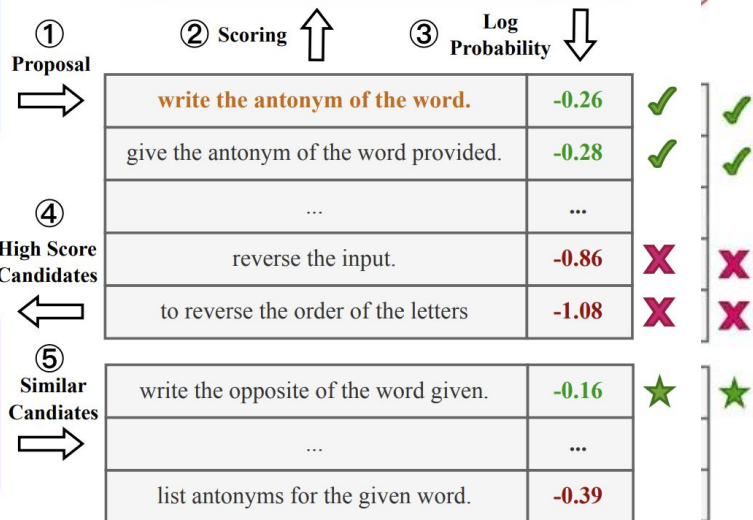 ① Proposal
② Scoring
③ Log Probability
write the antonym of the word. -0.26
give the antonym of the word provided. -0.28
... ...
④ High Score Candidates
reverse the input. -0.86
to reverse the order of the letters -1.08
⑤ Similar Candiates
write the opposite of the word given. -0.16
... ...
list antonyms for the given word. -0.39